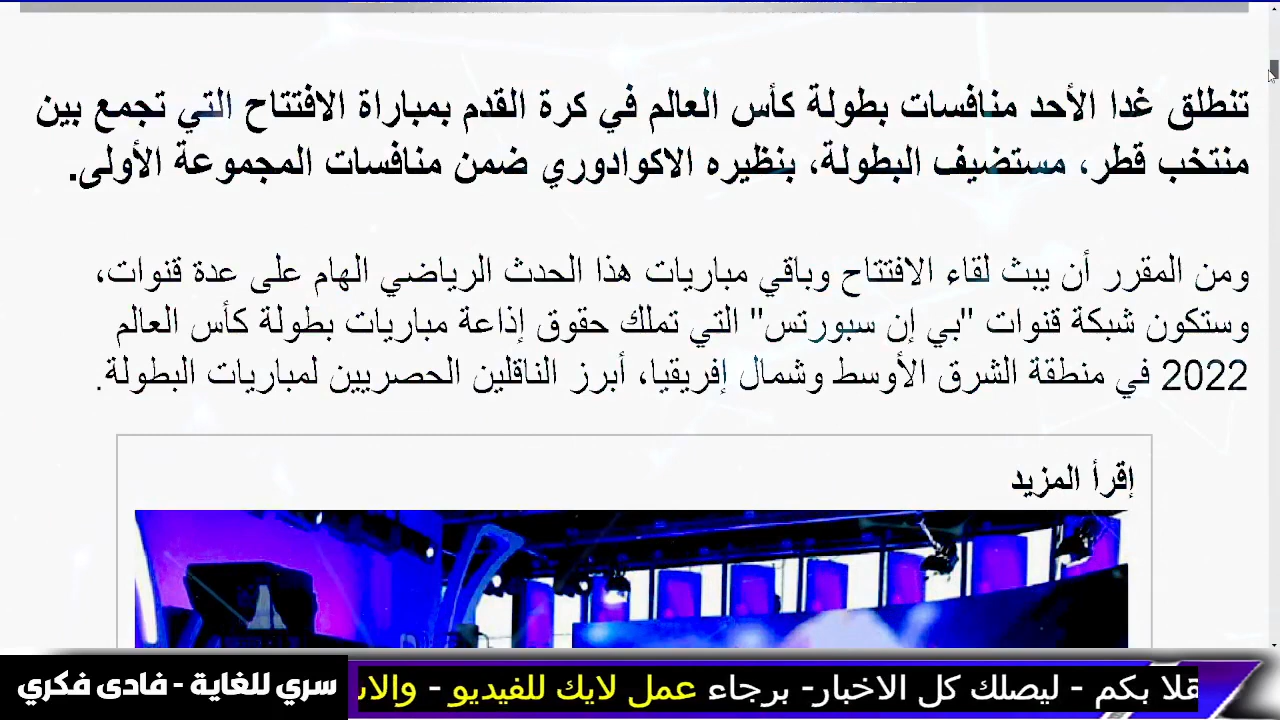 تنطلق غدا الأحد منافسات بطولة كأس العالم في كرة القدم بمباراة الافتتاح التي تجمع بين
منتخب قطر، مستضيف البطولة، بنظيره الاكوادوري ضمن منافسات المجموعة الأولى.
ومن المقرر أن يبث لقاء الافتتاح وباقي مباريات هذا الحدث الرياضي الهام على عدة قنوات،
وستكون شبكة قنوات "بي إن سبورتس" التي تملك حقوق إذاعة مباريات بطولة كأس العالم
2022 في منطقة الشرق الأوسط وشمال إفريقيا، أبرز الناقلين الحصريين لمباريات البطولة.
إقرأ المزيد
بكم - ليصلك كل الاخبار- برجاء عمل لايك للفيديو -
سري للغاية - فادى فكري